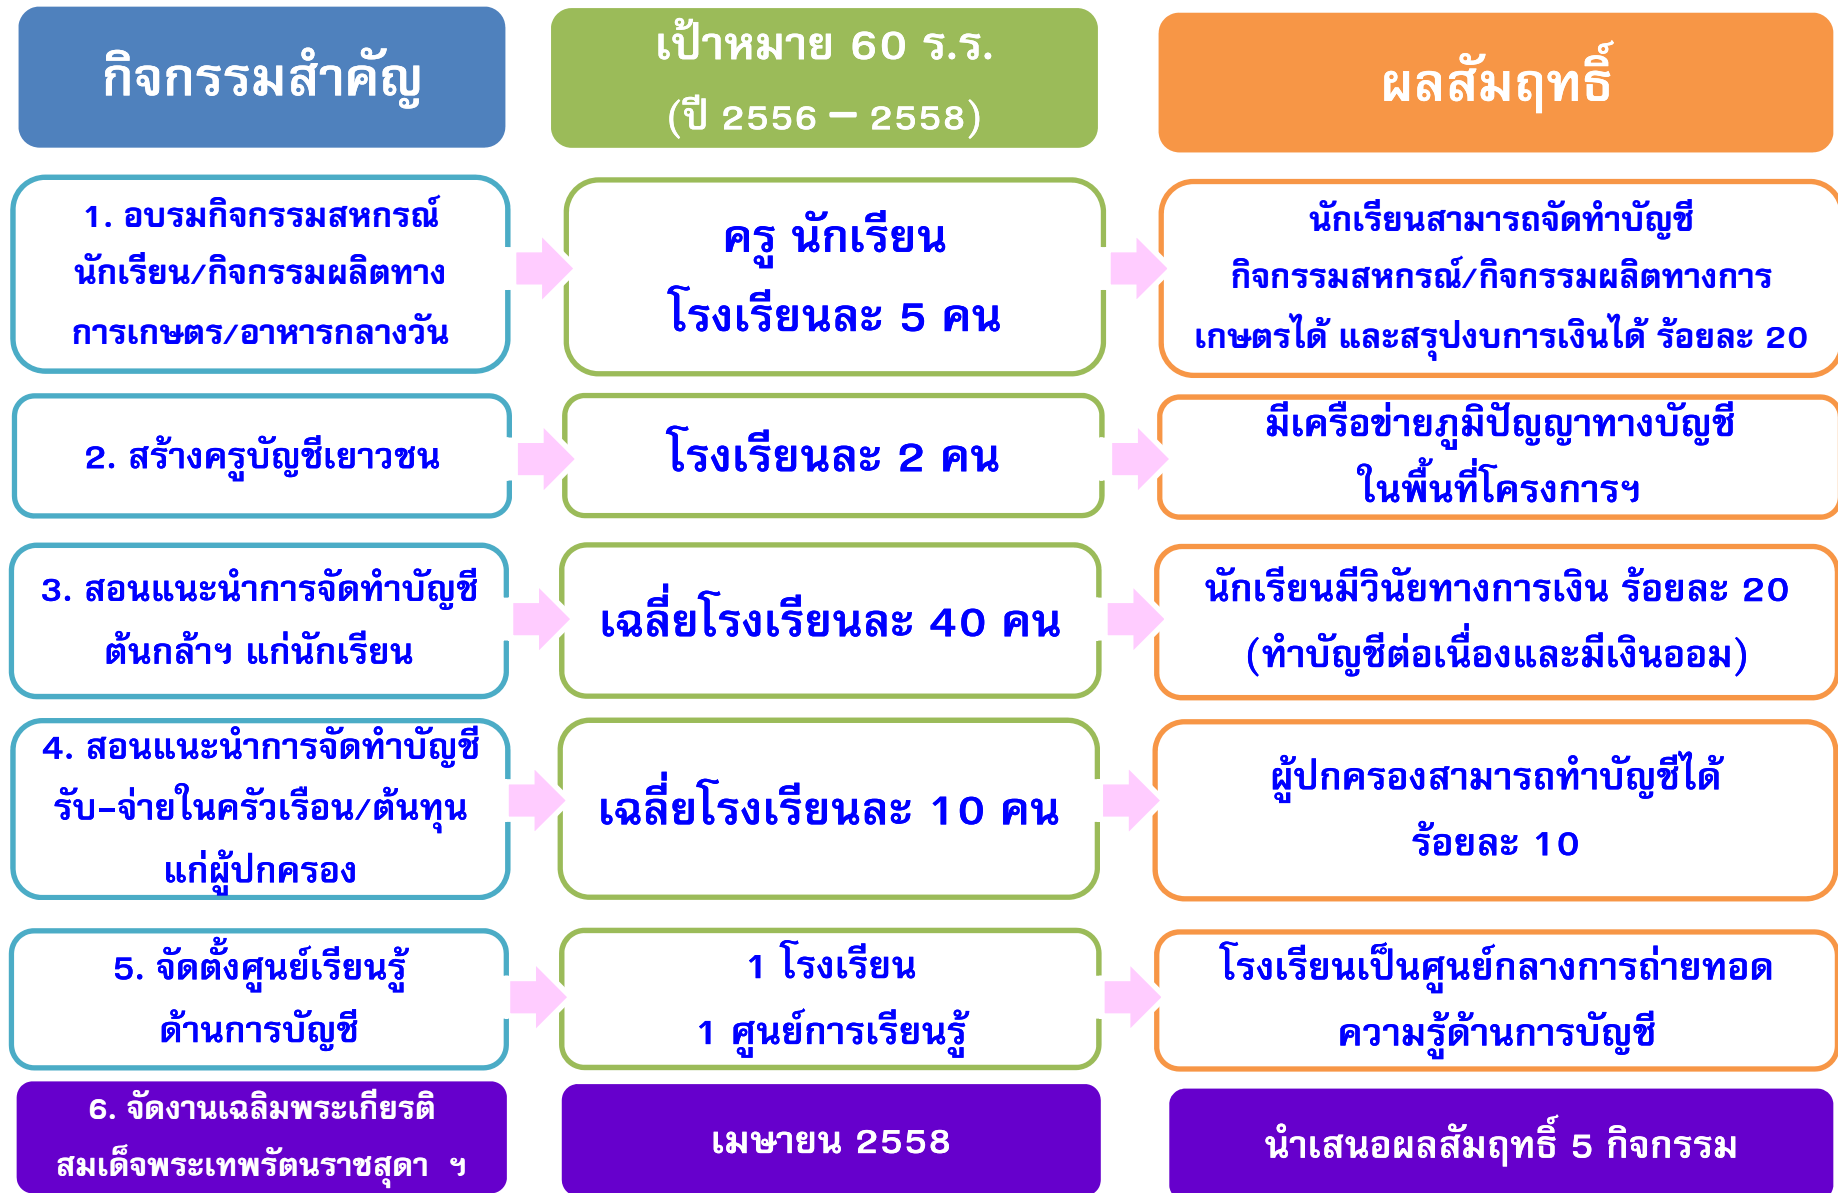 กิจกรรมสำคัญ
เป้าหมาย 60 ร.ร.
(ปี 2556 – 2558)
ผลสัมฤทธิ์
1. อบรมกิจกรรมสหกรณ์
นักเรียน/กิจกรรมผลิตทาง
การเกษตร/อาหารกลางวัน
ครู นักเรียน
โรงเรียนละ 5 คน
นักเรียนสามารถจัดทำบัญชี
กิจกรรมสหกรณ์/กิจกรรมผลิตทางการ
เกษตรได้ และสรุปงบการเงินได้ ร้อยละ 20
2. สร้างครูบัญชีเยาวชน
โรงเรียนละ 2 คน
มีเครือข่ายภูมิปัญญาทางบัญชี
ในพื้นที่โครงการฯ
3. สอนแนะนำการจัดทำบัญชี
ต้นกล้าฯ แก่นักเรียน
เฉลี่ยโรงเรียนละ 40 คน
นักเรียนมีวินัยทางการเงิน ร้อยละ 20
(ทำบัญชีต่อเนื่องและมีเงินออม)
4. สอนแนะนำการจัดทำบัญชี
รับ-จ่ายในครัวเรือน/ต้นทุน
แก่ผู้ปกครอง
เฉลี่ยโรงเรียนละ 10 คน
ผู้ปกครองสามารถทำบัญชีได้
ร้อยละ 10
5. จัดตั้งศูนย์เรียนรู้
ด้านการบัญชี
1 โรงเรียน
1 ศูนย์การเรียนรู้
โรงเรียนเป็นศูนย์กลางการถ่ายทอด
ความรู้ด้านการบัญชี
6. จัดงานเฉลิมพระเกียรติ
สมเด็จพระเทพรัตนราชสุดา ฯ
เมษายน 2558
นำเสนอผลสัมฤทธิ์ 5 กิจกรรม